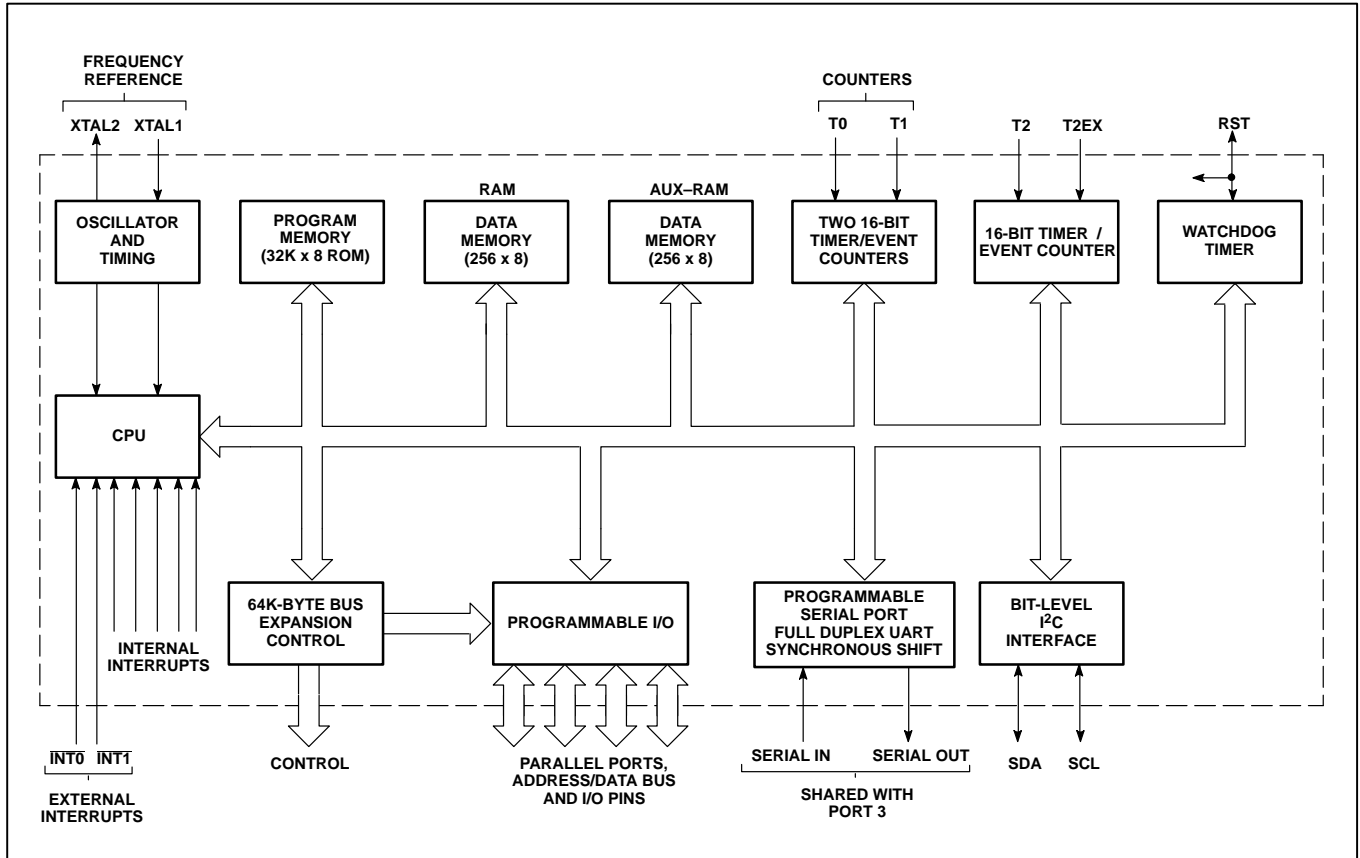 FREQUENCY
REFERENCE
XTAL2 XTAL1
COUNTERS
T0 T1
T2 T2EX
RST
OSCILLATOR
AND
TIMING
PROGRAM
MEMORY
(32K x 8 ROM)
RAM
DATA
MEMORY
(256 x 8)
AUX–RAM
DATA
MEMORY
(256 x 8)
TWO 16-BIT
TIMER/EVENT
COUNTERS
16-BIT TIMER /
EVENT COUNTER
WATCHDOG
TIMER
CPU
INTERNAL
INTERRUPTS
64K-BYTE BUS
EXPANSION
CONTROL
PROGRAMMABLE I/O
PROGRAMMABLE
SERIAL PORT
FULL DUPLEX UART
SYNCHRONOUS SHIFT
BIT-LEVEL
I²C
INTERFACE
INT0 INT1
EXTERNAL
INTERRUPTS
CONTROL
PARALLEL PORTS,
ADDRESS/DATA BUS
AND I/O PINS
SERIAL IN SERIAL OUT
SHARED WITH
PORT 3
SDA SCL